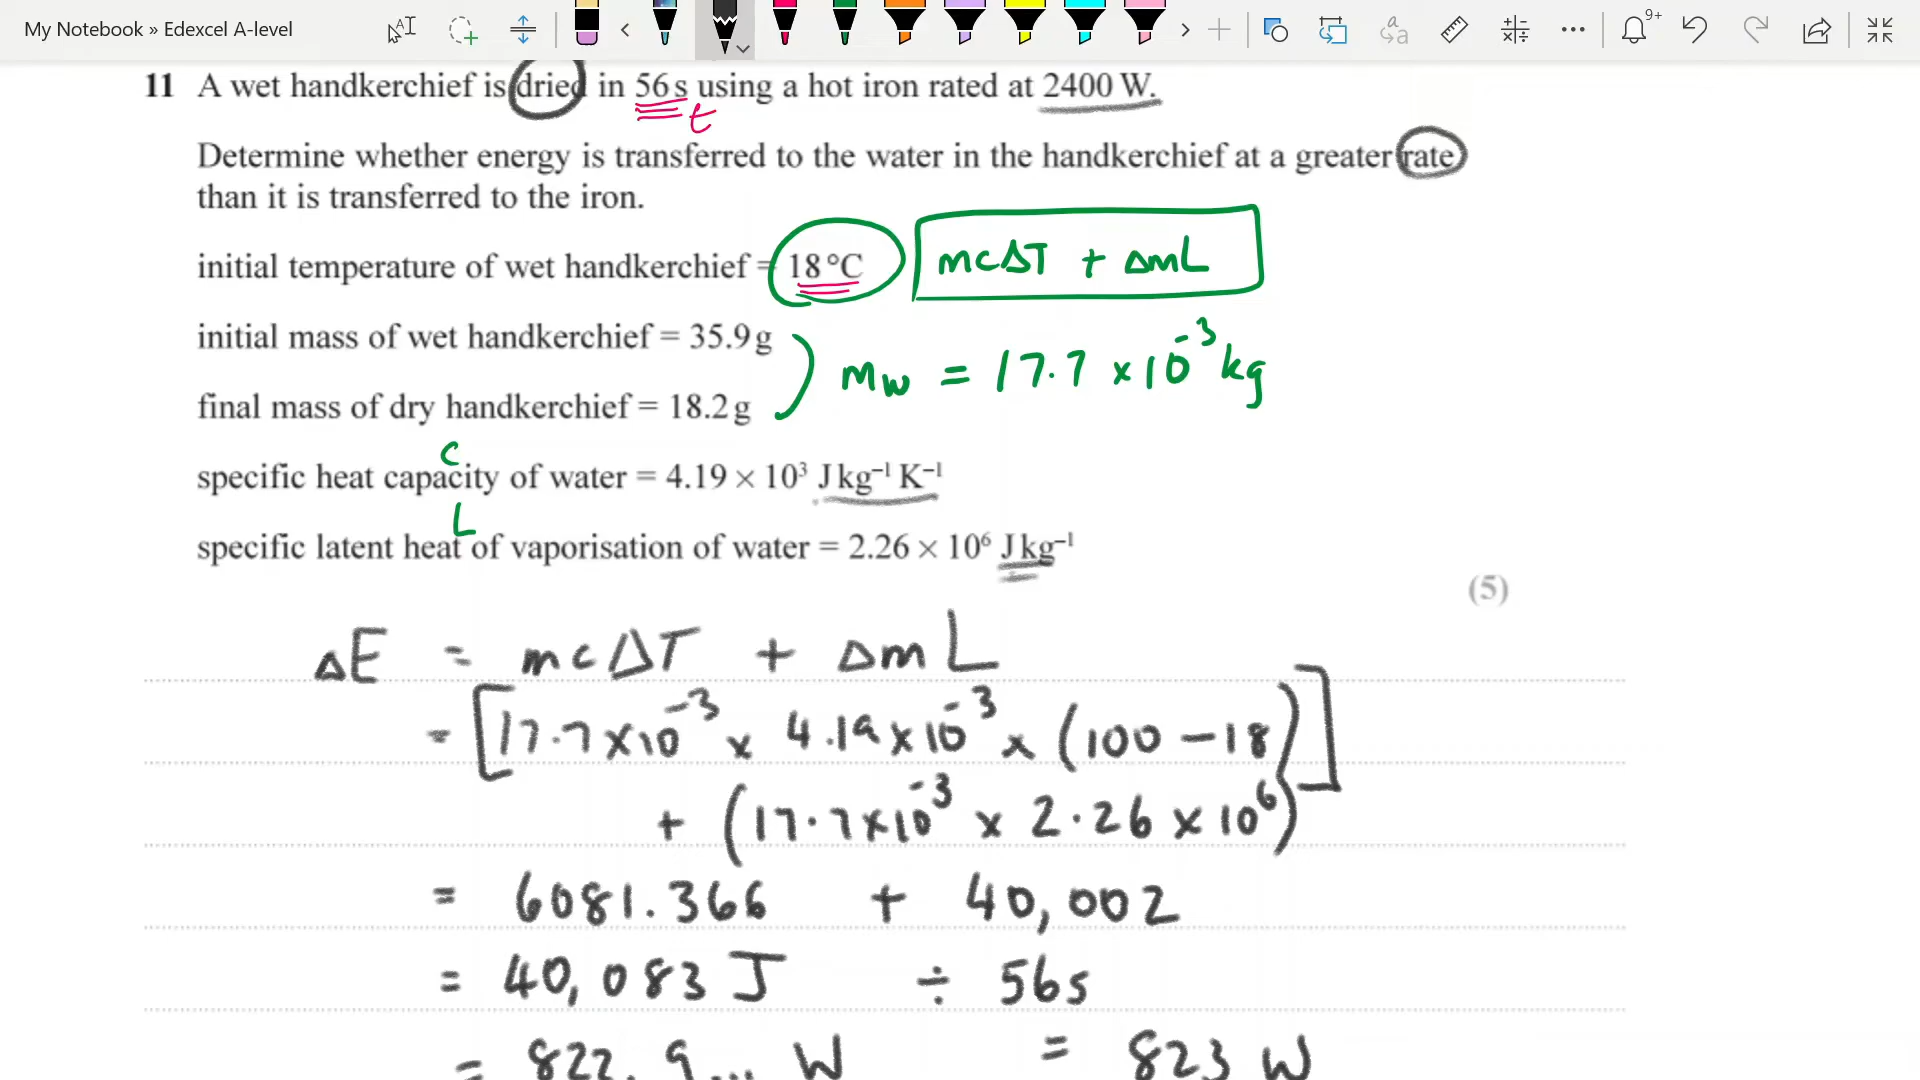 My Notebook » Edexcel A-level
9+
11 A wet handkerchief is dried in 56 s using a hot iron rated at 2400 W.
t
Determine whether energy is transferred to the water in the handkerchief at a greater rate
than it is transferred to the iron.
initial temperature of wet handkerchief = 18 °C mcΔT + ΔmL
initial mass of wet handkerchief = 35.9 g
mw = 17.7 × 10⁻³ kg
final mass of dry handkerchief = 18.2 g
c
specific heat capacity of water = 4.19 × 10³ J kg⁻¹ K⁻¹
L
specific latent heat of vaporisation of water = 2.26 × 10⁶ J kg⁻¹
(5)
ΔE = mcΔT + ΔmL
= [17.7×10⁻³ × 4.19×10⁻³ × (100 − 18)]
+ (17.7×10⁻³ × 2.26 × 10⁶)
= 6081.366 + 40,002
= 40,083 J ÷ 56s
= 822.9... W = 823 W